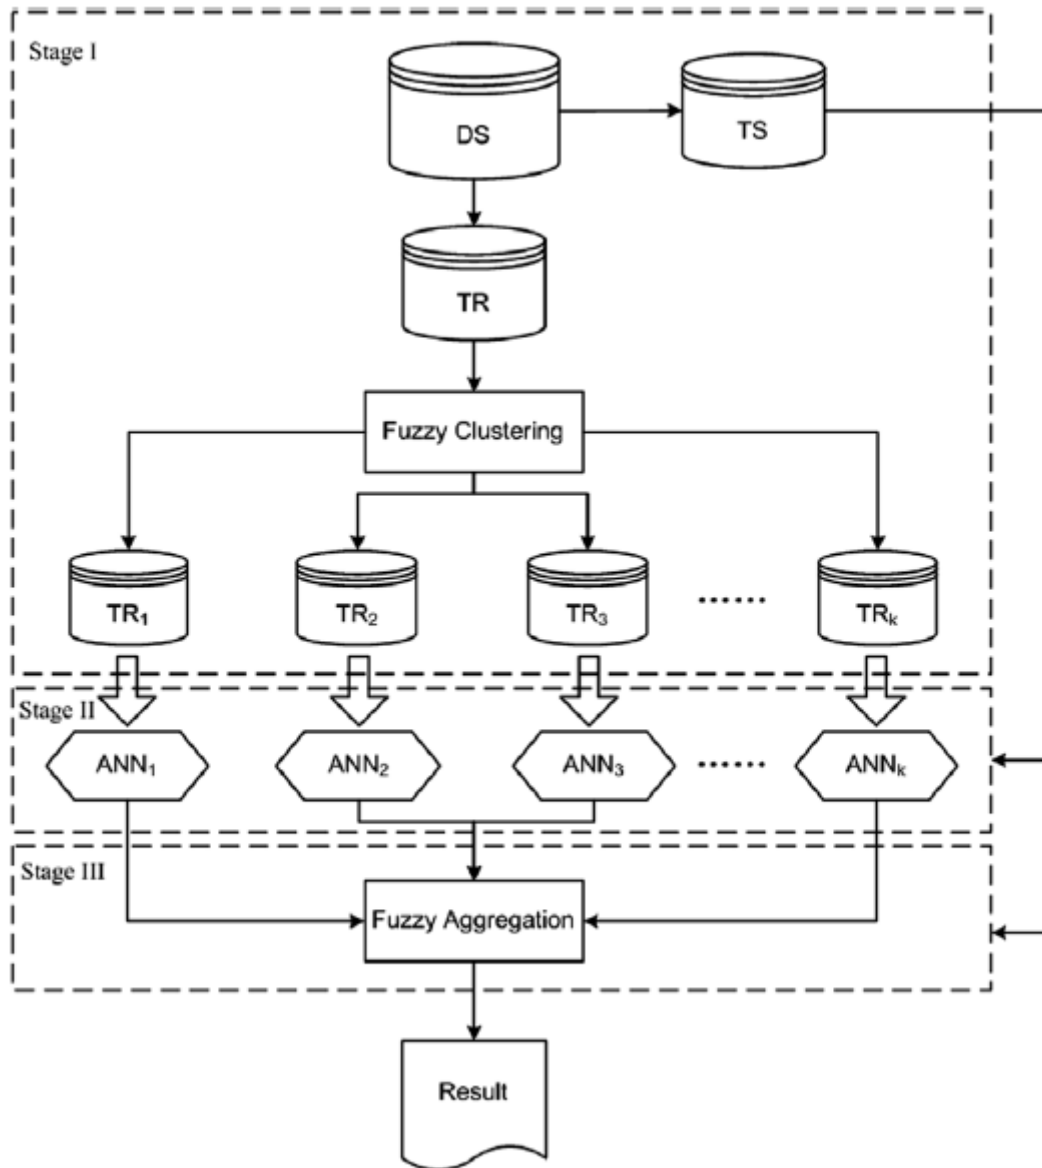 Stage I
DS
TS
TR
Fuzzy Clustering
TR₁ TR₂ TR₃ ...... TRₖ
Stage II
ANN₁ ANN₂ ANN₃ ...... ANNₖ
Stage III
Fuzzy Aggregation
Result